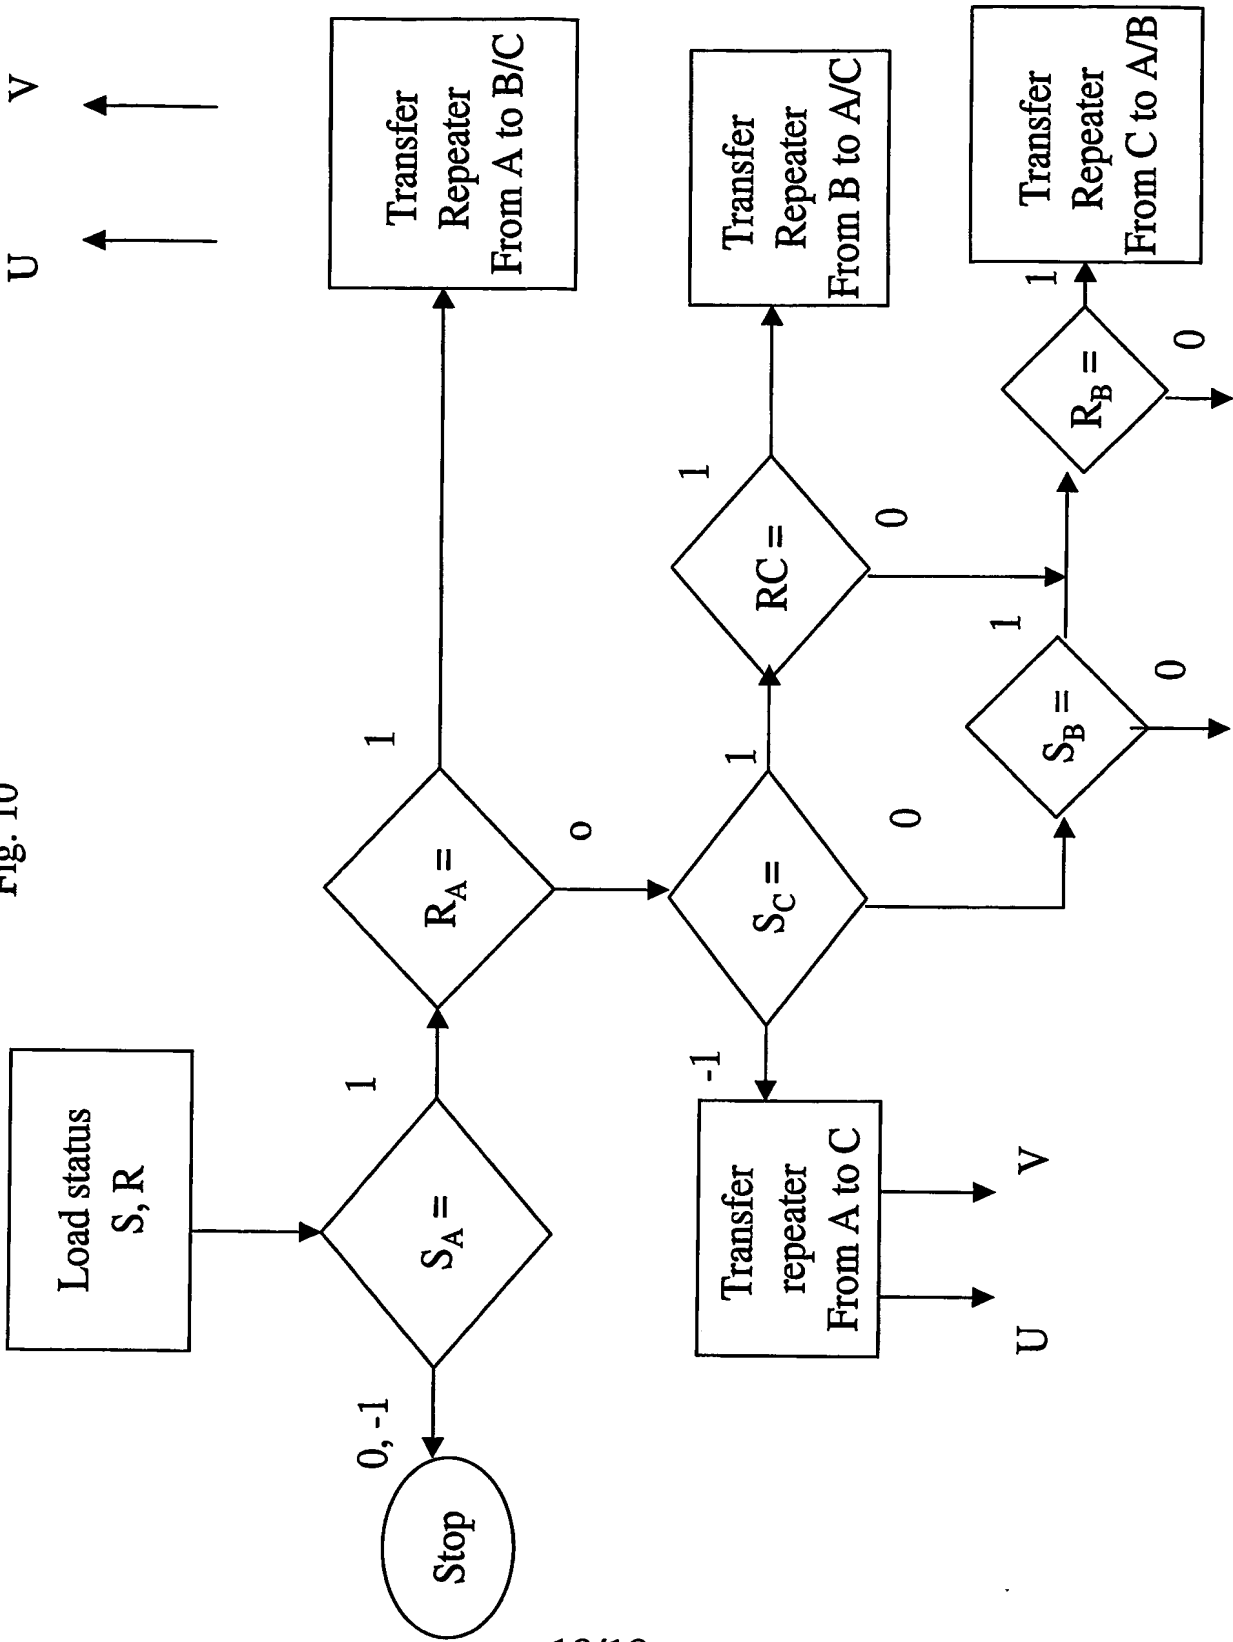 Fig. 10
Load status
S, R
0, -1
Stop
S_A =
1
R_A =
1
o
Transfer
Repeater
From A to B/C
U
V
-1
Transfer
repeater
From A to C
U
V
S_C =
1
0
RC =
1
0
Transfer
Repeater
From B to A/C
S_B =
1
0
R_B =
1
0
Transfer
Repeater
From C to A/B